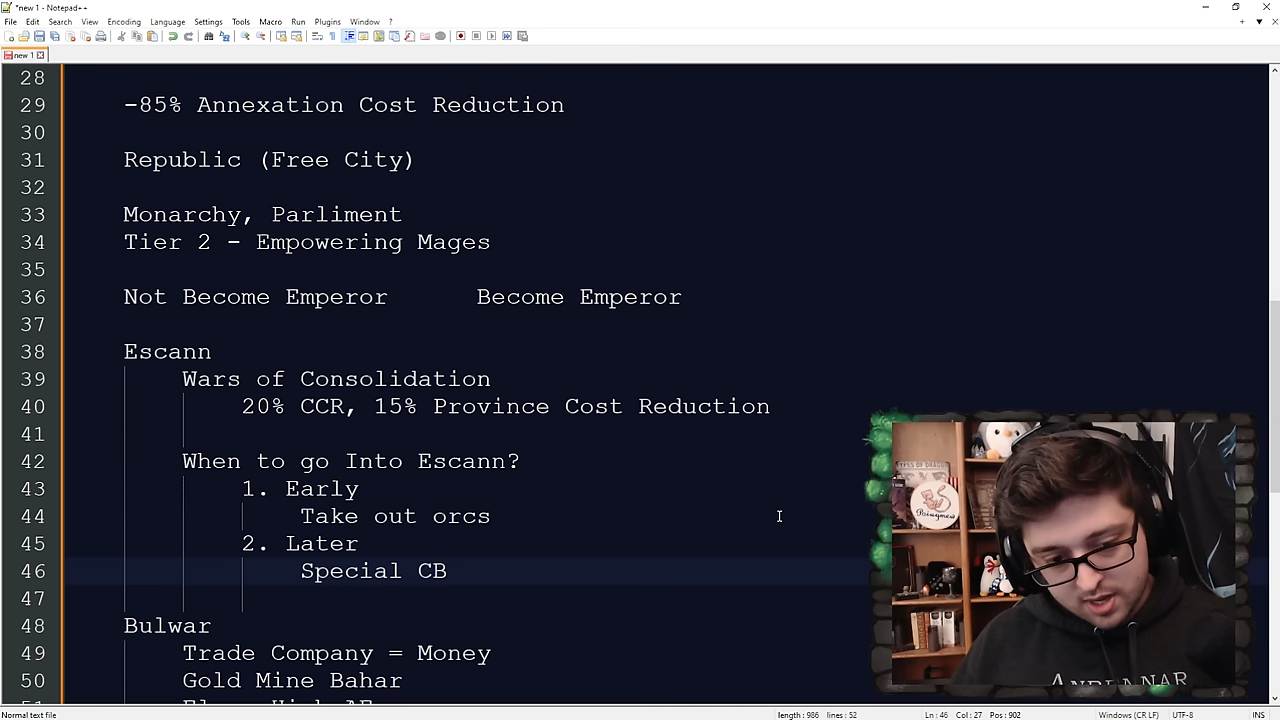 *new 1 - Notepad++
File Edit Search View Encoding Language Settings Tools Macro Run Plugins Window ?
new 1
28
29 -85% Annexation Cost Reduction
30
31 Republic (Free City)
32
33 Monarchy, Parliment
34 Tier 2 - Empowering Mages
35
36 Not Become Emperor Become Emperor
37
38 Escann
39 Wars of Consolidation
40 20% CCR, 15% Province Cost Reduction
41
42 When to go Into Escann?
43 1. Early
44 Take out orcs
45 2. Later
46 Special CB
47
48 Bulwar
49 Trade Company = Money
50 Gold Mine Bahar
TYPES OF
ANBENNAR
Normal text file length : 986 lines : 52 Ln : 46 Col : 27 Pos : 902 Windows (CR LF) UTF-8 INS